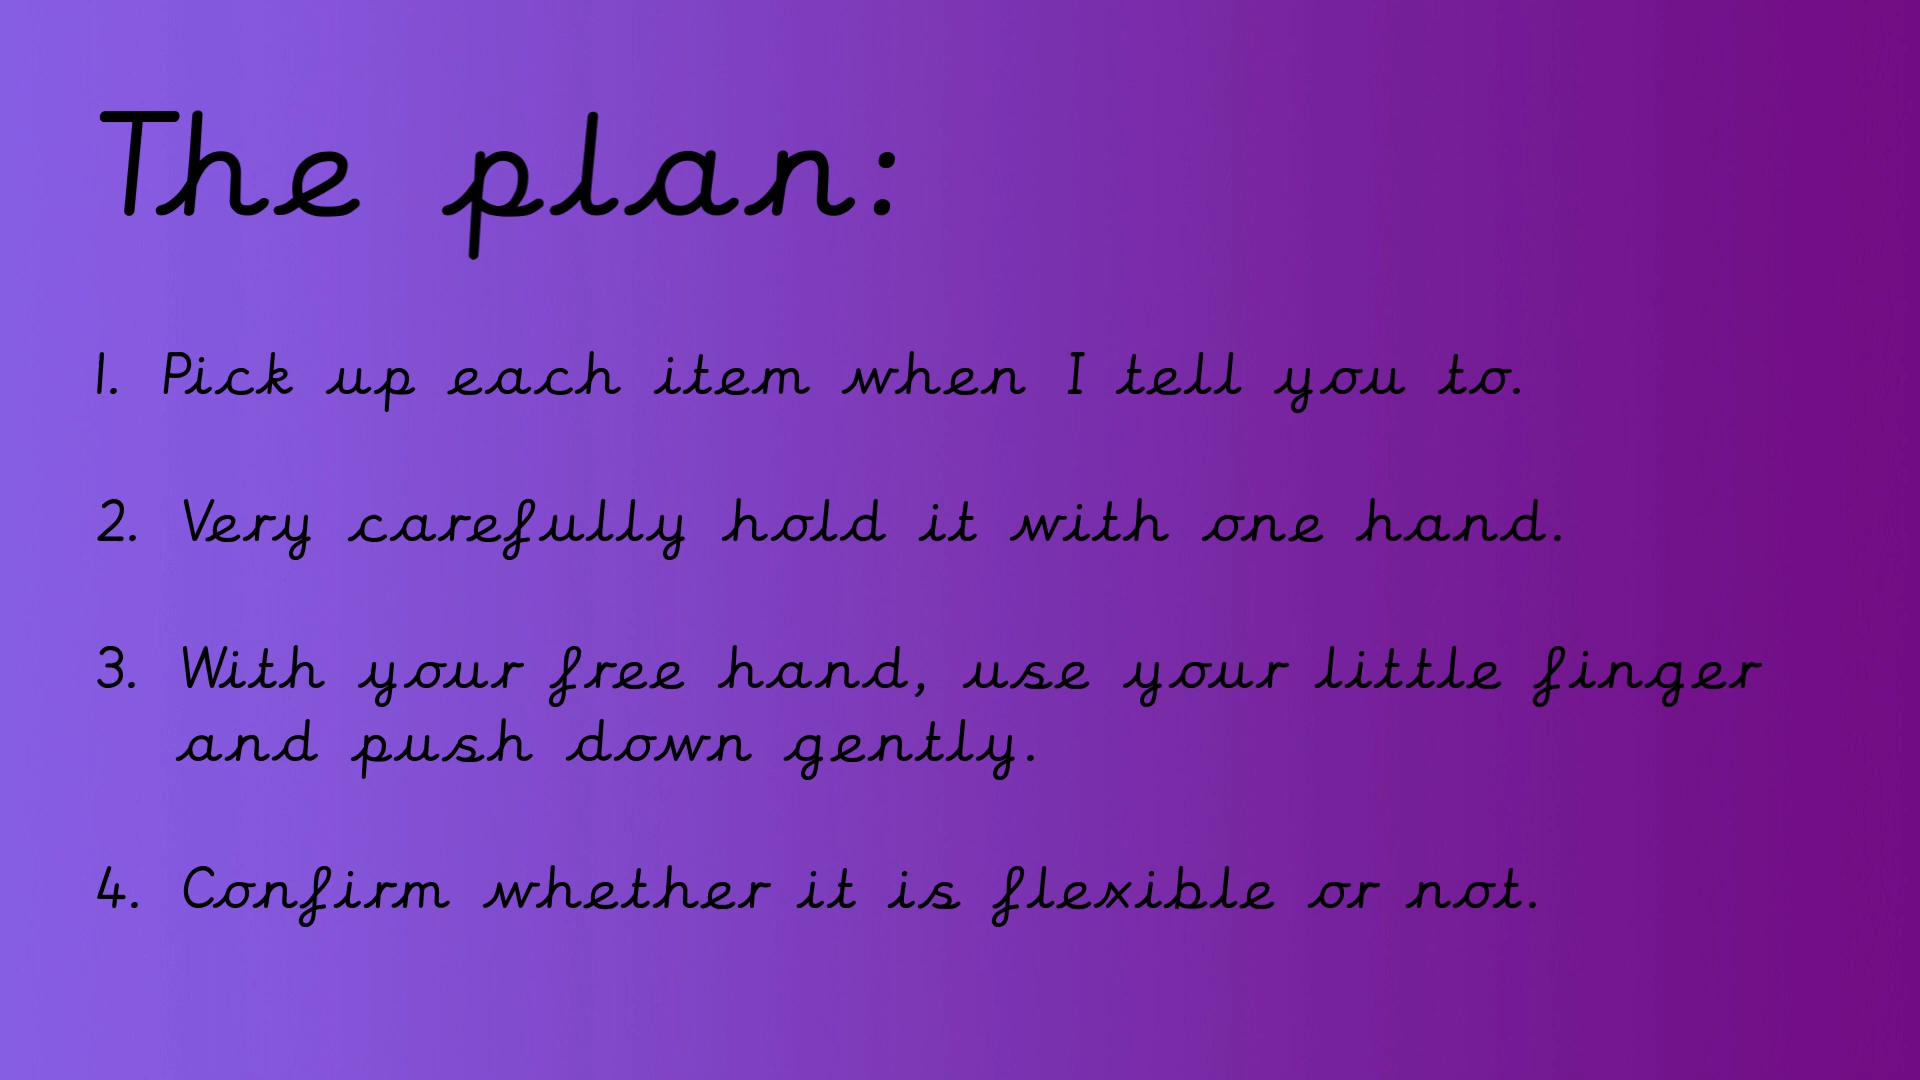 The plan:
1. Pick up each item when I tell you to.
2. Very carefully hold it with one hand.
3. With your free hand, use your little finger
and push down gently.
4. Confirm whether it is flexible or not.